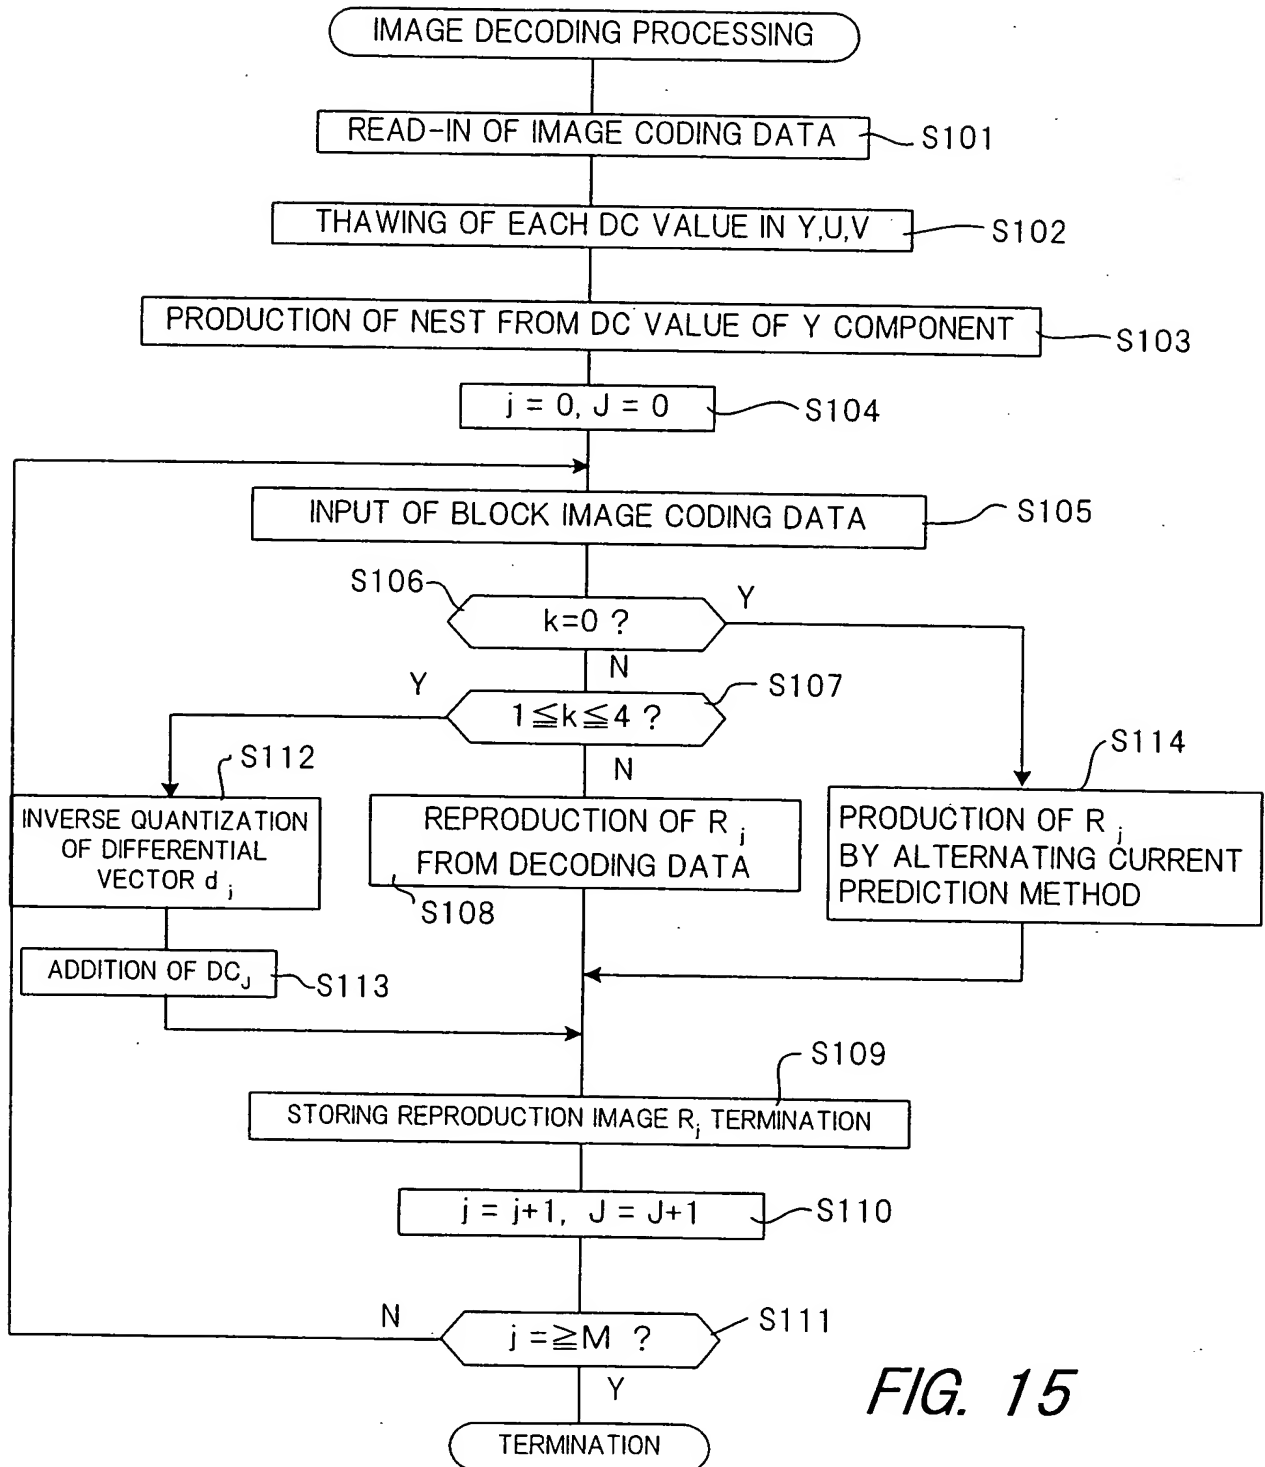 IMAGE DECODING PROCESSING
READ-IN OF IMAGE CODING DATA
S101
THAWING OF EACH DC VALUE IN Y,U,V
S102
PRODUCTION OF NEST FROM DC VALUE OF Y COMPONENT
S103
j = 0, J = 0
S104
INPUT OF BLOCK IMAGE CODING DATA
S105
S106
k=0 ?
Y
N
Y
1≦k≦4 ?
S107
N
S112
INVERSE QUANTIZATION
OF DIFFERENTIAL
VECTOR dj
REPRODUCTION OF Rj
FROM DECODING DATA
S108
S114
PRODUCTION OF Rj
BY ALTERNATING CURRENT
PREDICTION METHOD
ADDITION OF DCJ
S113
S109
STORING REPRODUCTION IMAGE Rj TERMINATION
j = j+1, J = J+1
S110
N
j =≧M ?
S111
Y
TERMINATION
FIG. 15